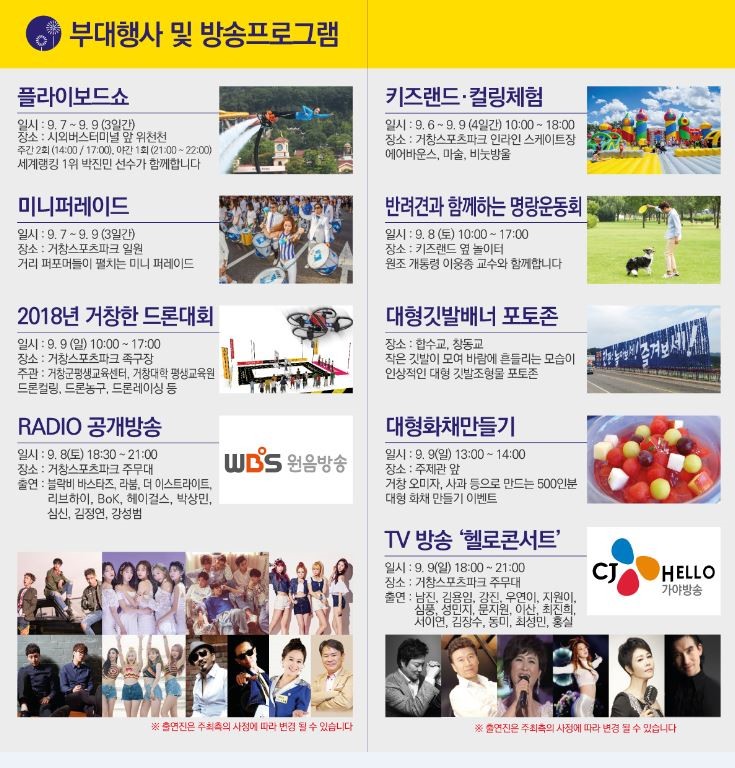 부대행사 및 방송프로그램
플라이보드쇼
일시 : 9. 7 ~ 9. 9 (3일간)
장소 : 시외버스터미널 앞 위천천
주간 2회 (14:00 / 17:00), 야간 1회 (21:00 ~ 22:00)
세계랭킹 1위 박진민 선수가 함께합니다
미니퍼레이드
일시 : 9. 7 ~ 9. 9 (3일간)
장소 : 거창스포츠파크 일원
거리 퍼포머들이 펼치는 미니 퍼레이드
2018년 거창한 드론대회
일시 : 9. 9 (일) 10:00 ~ 17:00
장소 : 거창스포츠파크 족구장
주관 : 거창군평생교육센터, 거창대학 평생교육원
드론컬링, 드론농구, 드론레이싱 등
RADIO 공개방송
일시 : 9. 8(토) 18:30 ~ 21:00
장소 : 거창스포츠파크 주무대
출연 : 블락비 바스타즈, 라붐, 더 이스트라이트,
리브하이, BoK, 헤이걸스, 박상민,
심신, 김정연, 강성범
WBS 원음방송
※ 출연진은 주최측의 사정에 따라 변경 될 수 있습니다
키즈랜드·컬링체험
일시 : 9. 6 ~ 9. 9 (4일간) 10:00 ~ 18:00
장소 : 거창스포츠파크 인라인 스케이트장
에어바운스, 마술, 비눗방울
반려견과 함께하는 명랑운동회
일시 : 9. 8 (토) 10:00 ~ 17:00
장소 : 키즈랜드 옆 놀이터
원조 개통령 이웅종 교수와 함께합니다
대형깃발배너 포토존
장소 : 합수교, 창동교
작은 깃발이 모여 바람에 흔들리는 모습이
인상적인 대형 깃발조형물 포토존
즐겨보세!
대형화채만들기
일시 : 9. 9(일) 13:00 ~ 14:00
장소 : 주제관 앞
거창 오미자, 사과 등으로 만드는 500인분
대형 화채 만들기 이벤트
TV 방송 ‘헬로콘서트’
일시 : 9. 9(일) 18:00 ~ 21:00
장소 : 거창스포츠파크 주무대
출연 : 남진, 김용임, 강진, 우연이, 지원이,
심풍, 성민지, 문지원, 이산, 최진희,
서이연, 김장수, 동미, 최성민, 홍실
CJ HELLO
가야방송
※ 출연진은 주최측의 사정에 따라 변경 될 수 있습니다